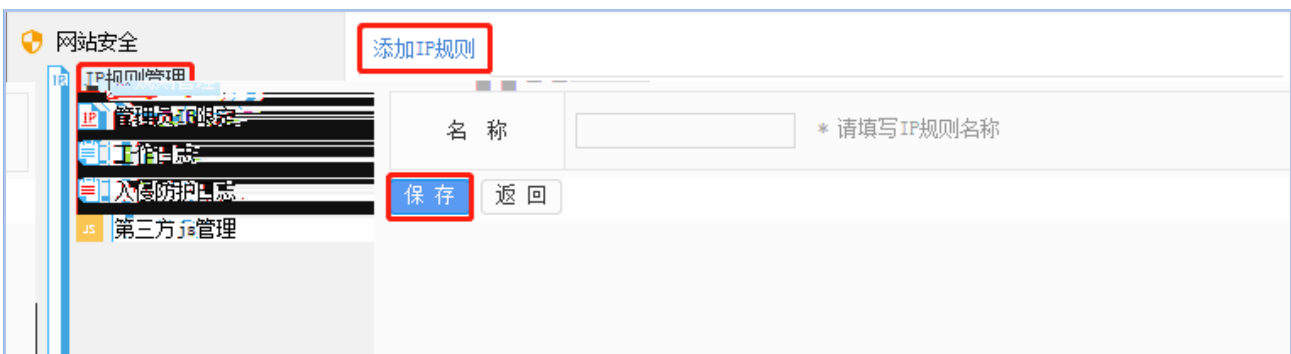 网站安全
添加IP规则
IP规则管理
管理员IP限定
名 称
* 请填写IP规则名称
工作日志
入侵防护日志
保 存
返 回
第三方js管理